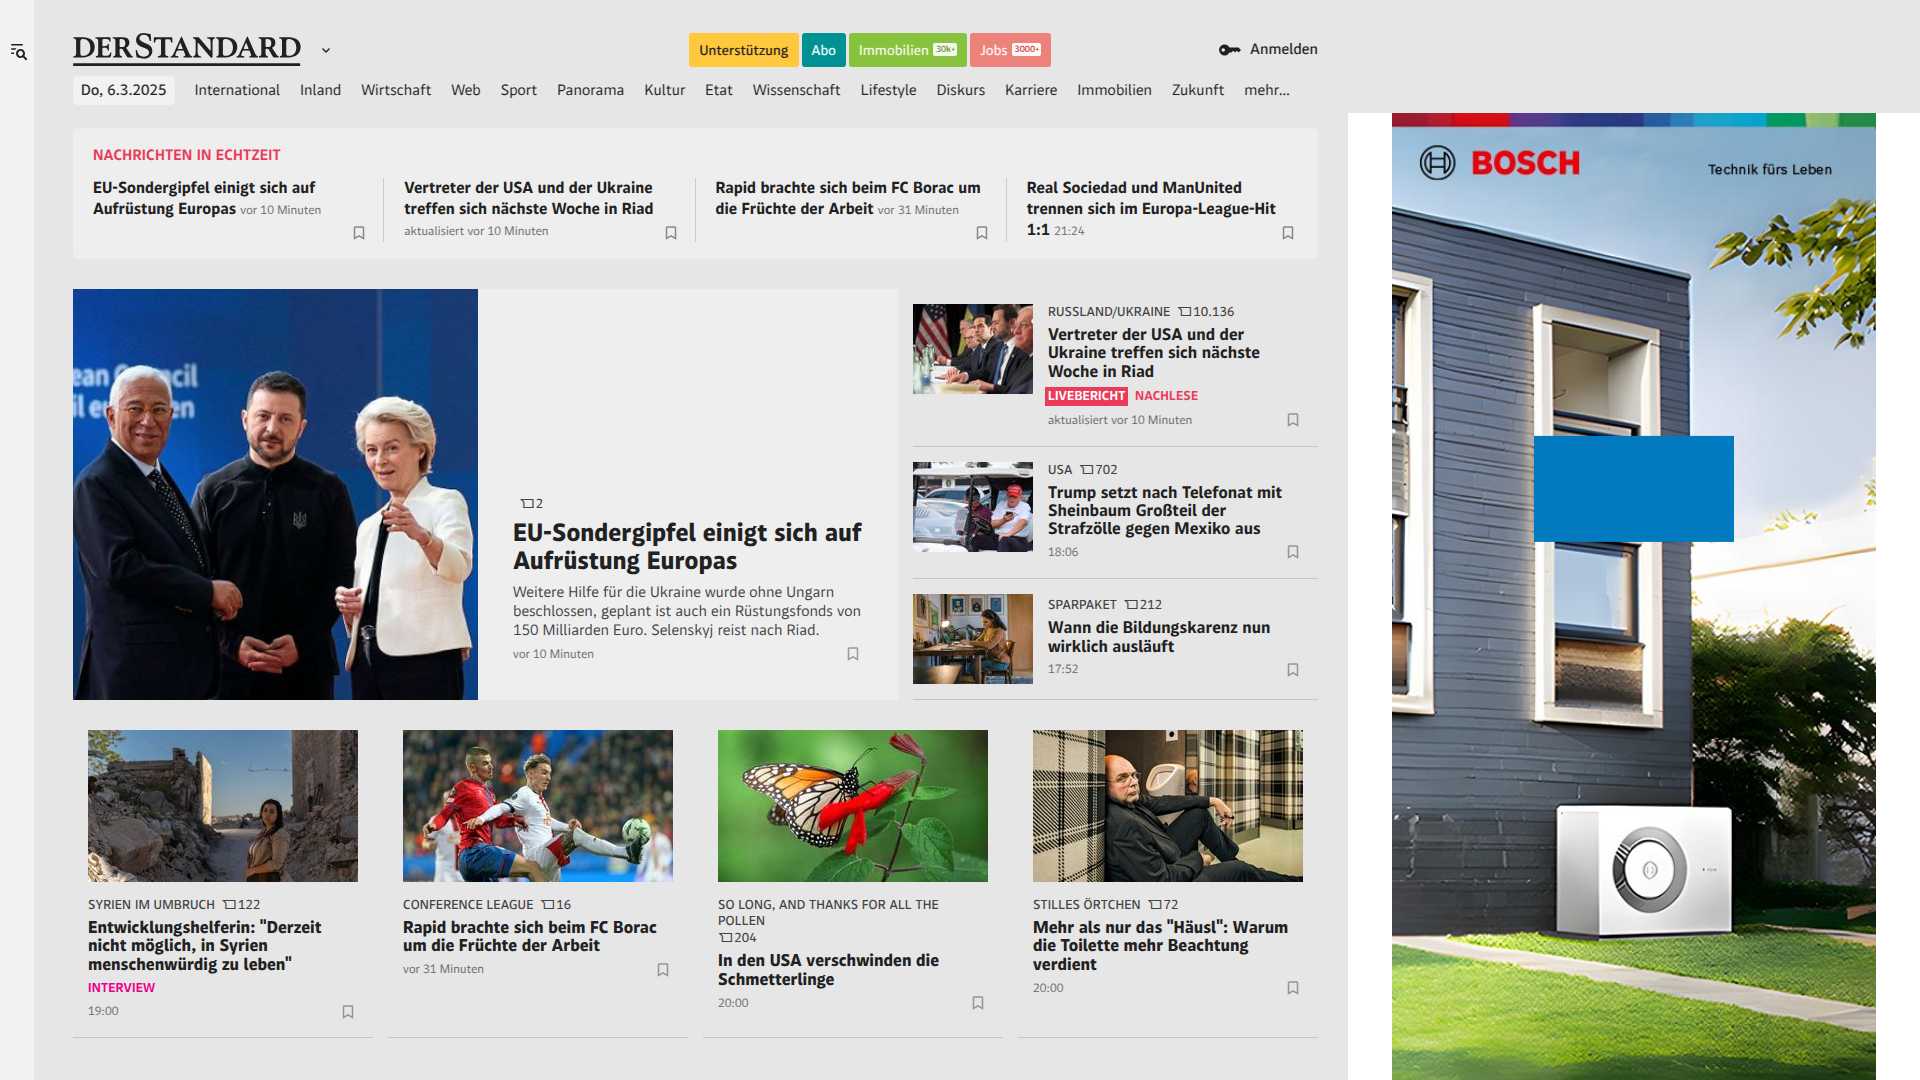 DERSTANDARD
Unterstützung
Abo
Immobilien 30k+
Jobs 3000+
Anmelden
Do, 6.3.2025
International
Inland
Wirtschaft
Web
Sport
Panorama
Kultur
Etat
Wissenschaft
Lifestyle
Diskurs
Karriere
Immobilien
Zukunft
mehr...
NACHRICHTEN IN ECHTZEIT
EU-Sondergipfel einigt sich auf
Aufrüstung Europas vor 10 Minuten
Vertreter der USA und der Ukraine
treffen sich nächste Woche in Riad
aktualisiert vor 10 Minuten
Rapid brachte sich beim FC Borac um
die Früchte der Arbeit vor 31 Minuten
Real Sociedad und ManUnited
trennen sich im Europa-League-Hit
1:1 21:24
2
EU-Sondergipfel einigt sich auf
Aufrüstung Europas
Weitere Hilfe für die Ukraine wurde ohne Ungarn
beschlossen, geplant ist auch ein Rüstungsfonds von
150 Milliarden Euro. Selenskyj reist nach Riad.
vor 10 Minuten
RUSSLAND/UKRAINE 10.136
Vertreter der USA und der
Ukraine treffen sich nächste
Woche in Riad
LIVEBERICHT NACHLESE
aktualisiert vor 10 Minuten
USA 702
Trump setzt nach Telefonat mit
Sheinbaum Großteil der
Strafzölle gegen Mexiko aus
18:06
SPARPAKET 212
Wann die Bildungskarenz nun
wirklich ausläuft
17:52
SYRIEN IM UMBRUCH 122
Entwicklungshelferin: "Derzeit
nicht möglich, in Syrien
menschenwürdig zu leben"
INTERVIEW
19:00
CONFERENCE LEAGUE 16
Rapid brachte sich beim FC Borac
um die Früchte der Arbeit
vor 31 Minuten
SO LONG, AND THANKS FOR ALL THE
POLLEN
204
In den USA verschwinden die
Schmetterlinge
20:00
STILLES ÖRTCHEN 72
Mehr als nur das "Häusl": Warum
die Toilette mehr Beachtung
verdient
20:00
BOSCH
Technik fürs Leben